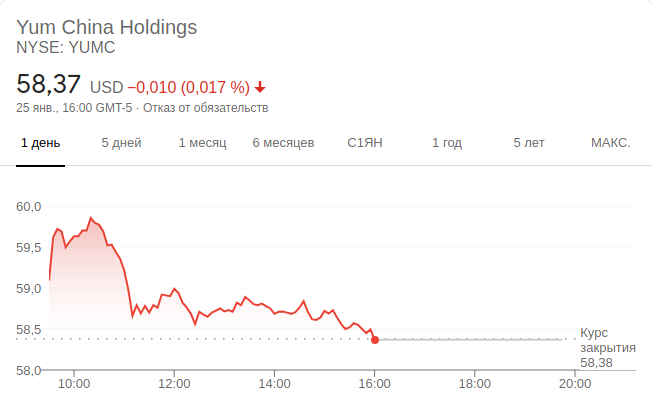 Yum China Holdings
NYSE: YUMC
58,37 USD −0,010 (0,017 %)
25 янв., 16:00 GMT-5 · Отказ от обязательств
1 день 5 дней 1 месяц 6 месяцев С1ЯН 1 год 5 лет МАКС.
60,0
59,5
59,0
58,5
Курс
закрытия
58,38
58,0
10:00 12:00 14:00 16:00 18:00 20:00